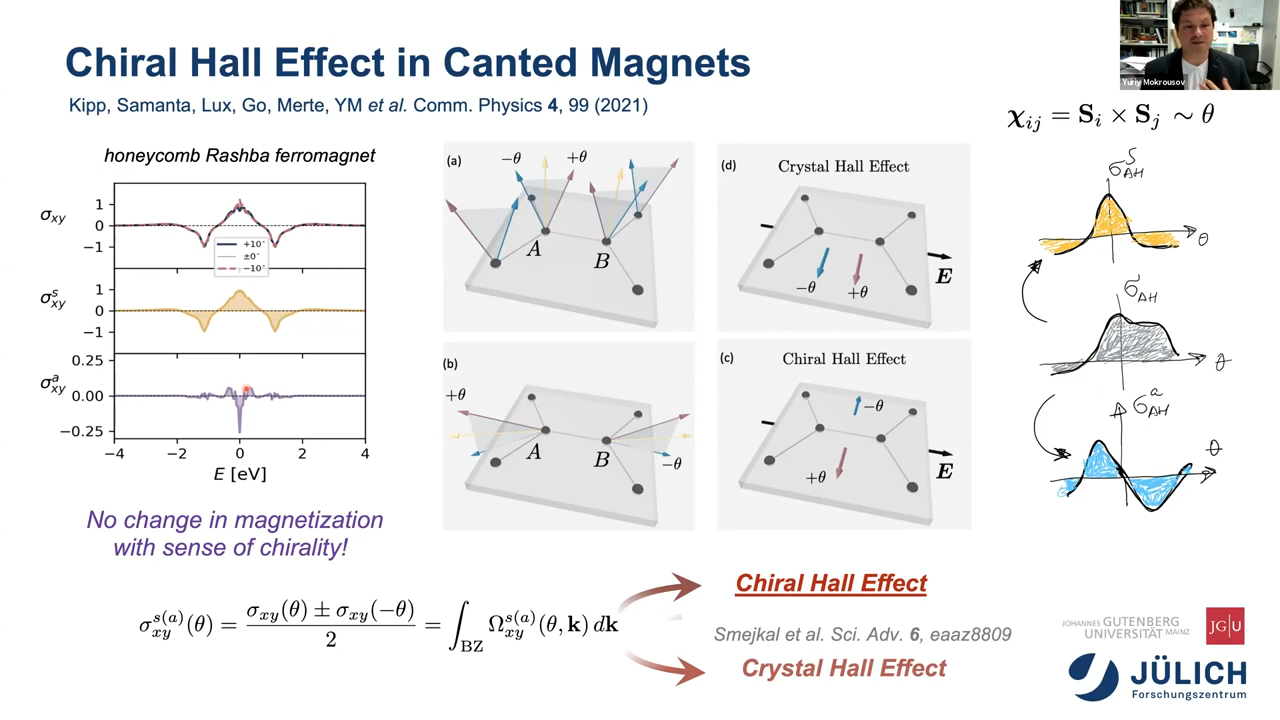 Chiral Hall Effect in Canted Magnets
Kipp, Samanta, Lux, Go, Merte, YM et al. Comm. Physics 4, 99 (2021)
Yuriy Mokrousov
χ_ij = S_i × S_j ~ θ
honeycomb Rashba ferromagnet
σ_xy
1
0
−1
+10°
±0°
−10°
σ^s_xy
1
0
−1
σ^a_xy
0.25
0.00
−0.25
−4 −2 0 2 4
E [eV]
(a) −θ +θ
A B
(b) +θ
A B
−θ
(d) Crystal Hall Effect
−θ +θ
E
(c) Chiral Hall Effect
−θ
+θ
E
σ^S_AH
θ
σ_AH
θ
σ^a_AH
θ
No change in magnetization
with sense of chirality!
σ^{s(a)}_xy(θ) = (σ_xy(θ) ± σ_xy(−θ)) / 2 = ∫_BZ Ω^{s(a)}_xy(θ, k) dk
Chiral Hall Effect
Smejkal et al. Sci. Adv. 6, eaaz8809
Crystal Hall Effect
JOHANNES GUTENBERG
UNIVERSITÄT MAINZ
JG|U
JÜLICH
Forschungszentrum